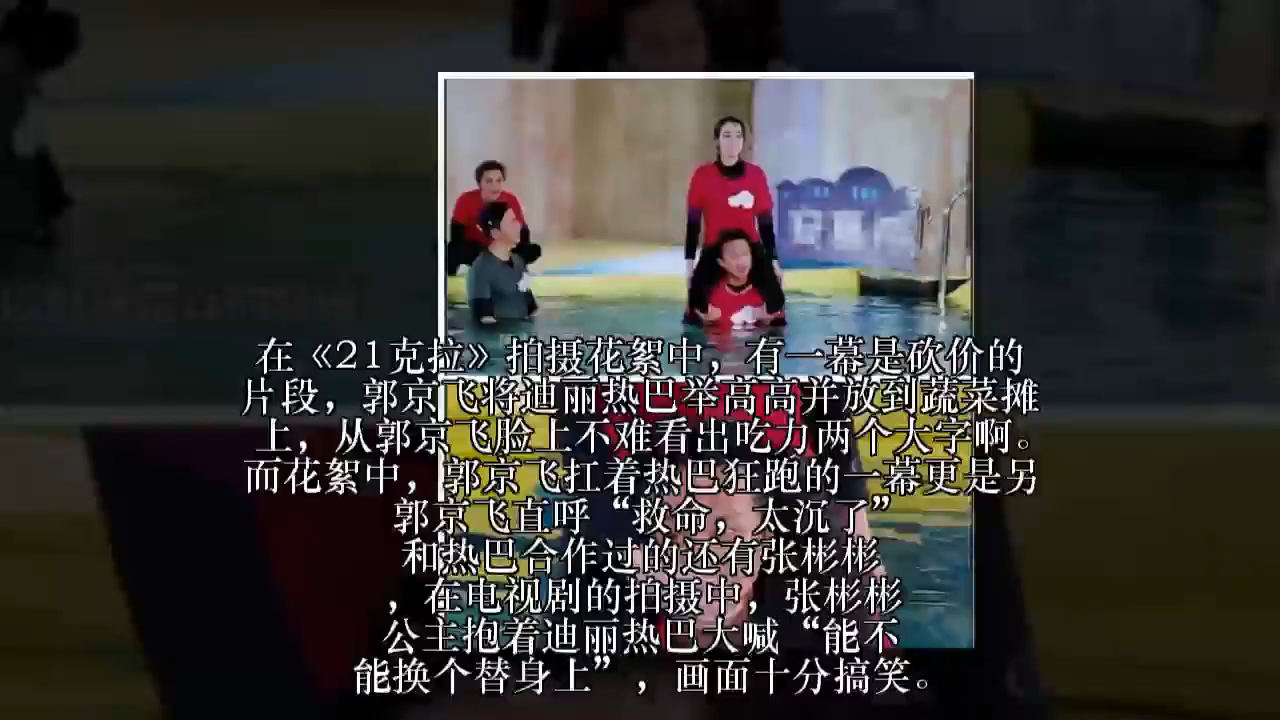 在《21克拉》拍摄花絮中，有一幕是砍价的
片段，郭京飞将迪丽热巴举高高并放到蔬菜摊
上，从郭京飞脸上不难看出吃力两个大字啊。
而花絮中，郭京飞扛着热巴狂跑的一幕更是另
郭京飞直呼“救命，太沉了”
和热巴合作过的还有张彬彬
，在电视剧的拍摄中，张彬彬
公主抱着迪丽热巴大喊“能不
能换个替身上”，画面十分搞笑。